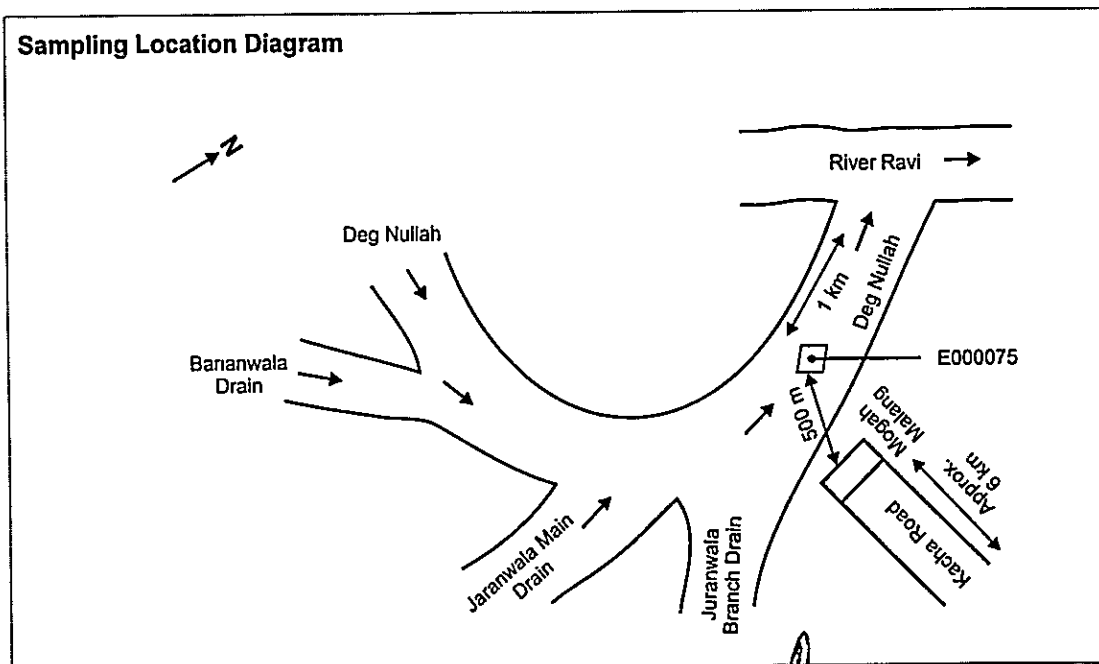 Sampling Location Diagram
N
River Ravi
Deg Nullah
1 km
Deg Nullah
Barianwala
Drain
E000075
500 m
Mogah
Malang
Approx.
6 km
Kacha Road
Jaranwala Main
Drain
Juranwala
Branch Drain